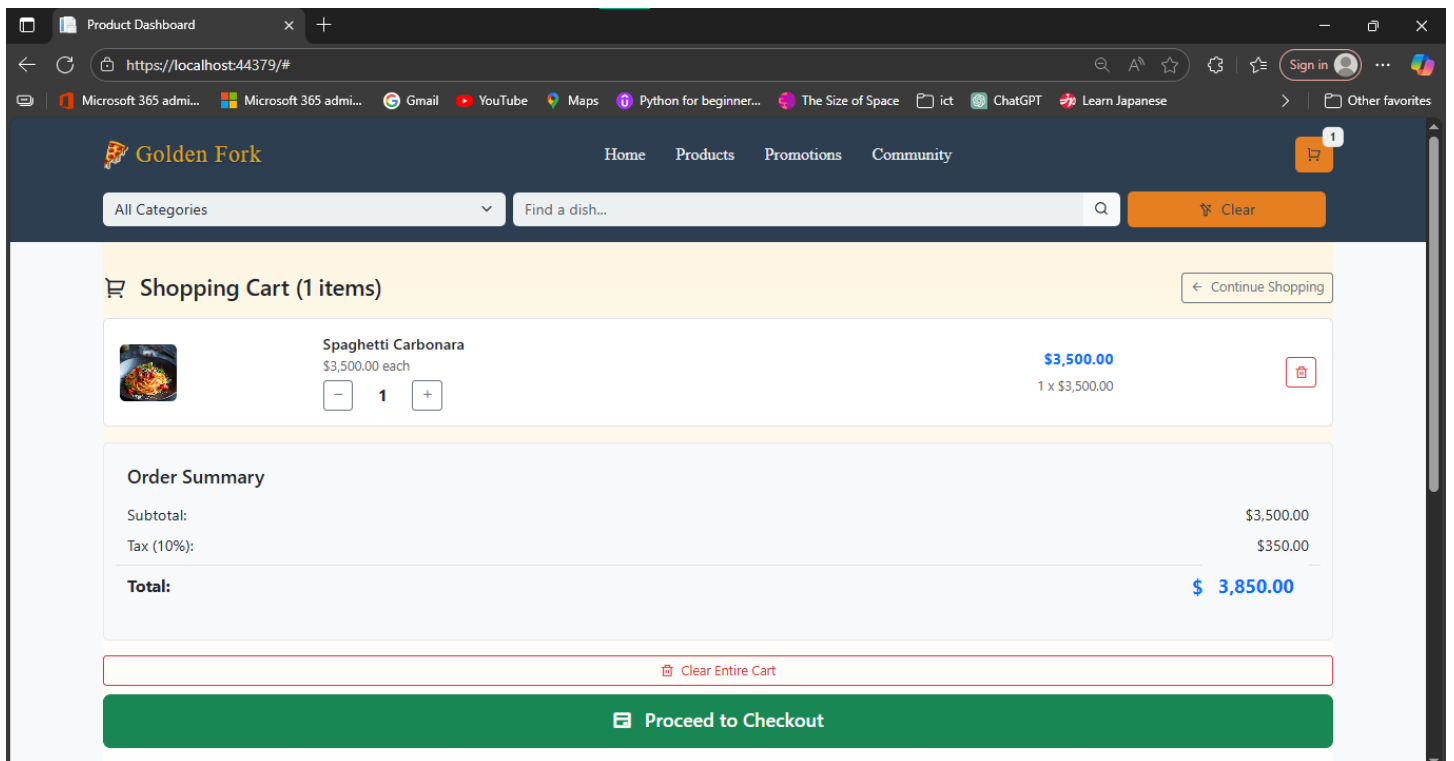 Product Dashboard
https://localhost:44379/#
Sign in
Microsoft 365 admi... Microsoft 365 admi... Gmail YouTube Maps Python for beginner... The Size of Space ict ChatGPT Learn Japanese Other favorites
Golden Fork Home Products Promotions Community 1
All Categories Find a dish... Clear
Shopping Cart (1 items) Continue Shopping
Spaghetti Carbonara
$3,500.00 each
- 1 +
$3,500.00
1 x $3,500.00
Order Summary
Subtotal: $3,500.00
Tax (10%): $350.00
Total: $ 3,850.00
Clear Entire Cart
Proceed to Checkout